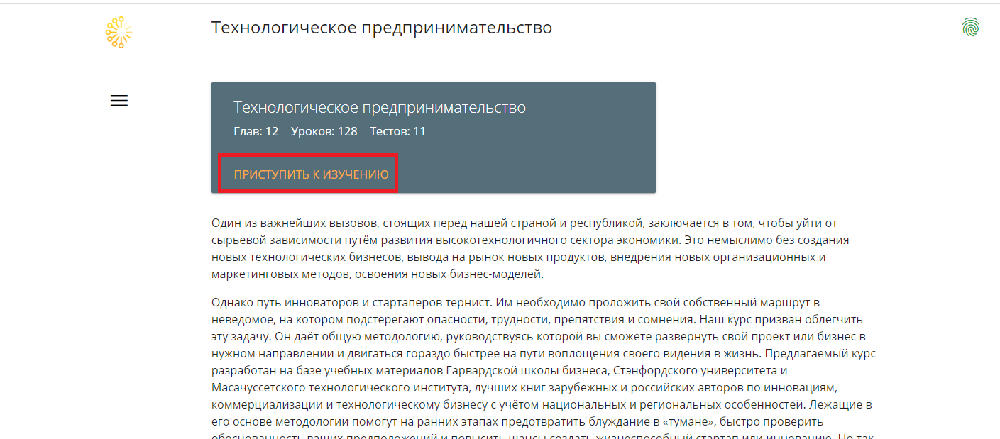 Технологическое предпринимательство
Технологическое предпринимательство
Глав: 12 Уроков: 128 Тестов: 11
ПРИСТУПИТЬ К ИЗУЧЕНИЮ
Один из важнейших вызовов, стоящих перед нашей страной и республикой, заключается в том, чтобы уйти от
сырьевой зависимости путём развития высокотехнологичного сектора экономики. Это немыслимо без создания
новых технологических бизнесов, вывода на рынок новых продуктов, внедрения новых организационных и
маркетинговых методов, освоения новых бизнес-моделей.
Однако путь инноваторов и стартаперов тернист. Им необходимо проложить свой собственный маршрут в
неведомое, на котором подстерегают опасности, трудности, препятствия и сомнения. Наш курс призван облегчить
эту задачу. Он даёт общую методологию, руководствуясь которой вы сможете развернуть свой проект или бизнес в
нужном направлении и двигаться гораздо быстрее на пути воплощения своего видения в жизнь. Предлагаемый курс
разработан на базе учебных материалов Гарвардской школы бизнеса, Стэнфордского университета и
Масачуссетского технологического института, лучших книг зарубежных и российских авторов по инновациям,
коммерциализации и технологическому бизнесу с учётом национальных и региональных особенностей. Лежащие в
его основе методологии помогут на ранних этапах предотвратить блуждание в «тумане», быстро проверить
обоснованность ваших предположений и повысить шансы создать жизнеспособный стартап или инновацию. Но так